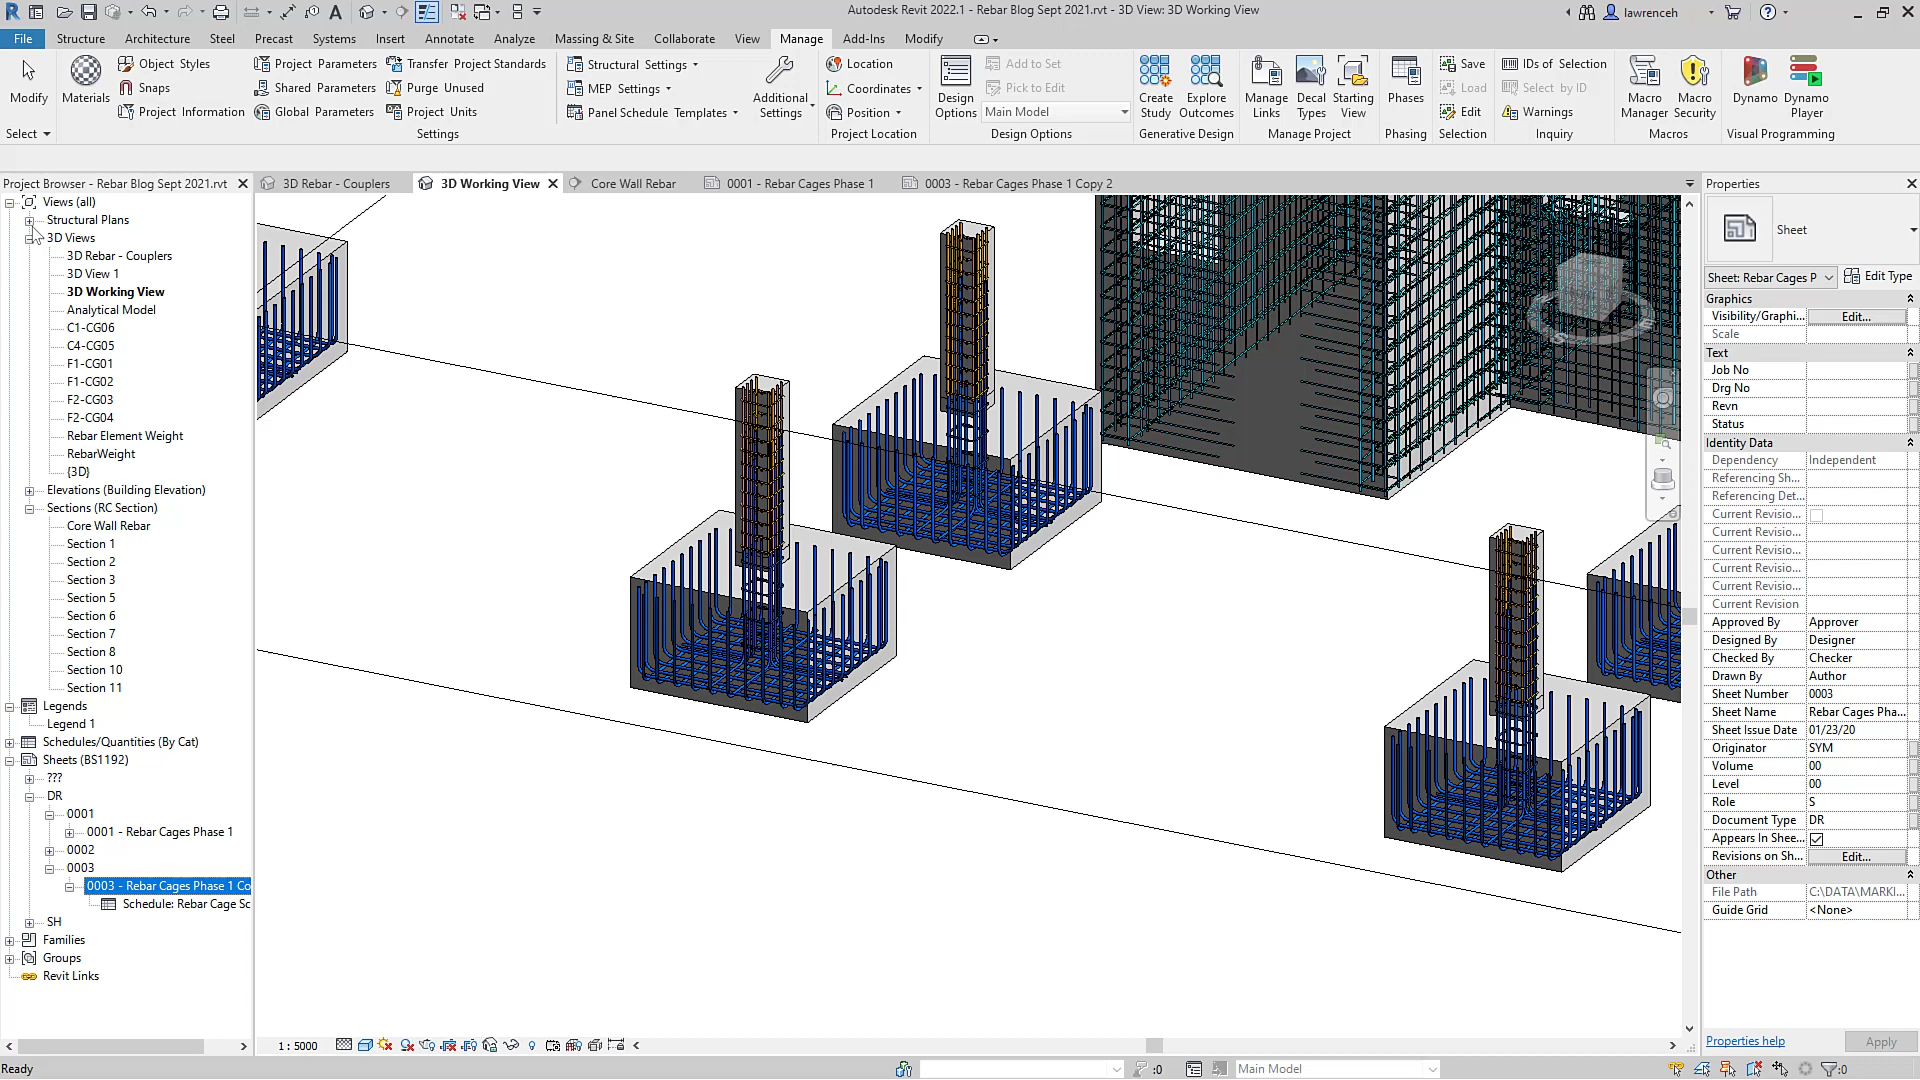 Autodesk Revit 2022.1 - Rebar Blog Sept 2021.rvt - 3D View: 3D Working View
lawrenceh
File Structure Architecture Steel Precast Systems Insert Annotate Analyze Massing & Site Collaborate View Manage Add-Ins Modify
Modify
Select
Materials
Object Styles
Snaps
Project Information
Project Parameters
Shared Parameters
Global Parameters
Transfer Project Standards
Purge Unused
Project Units
Settings
Structural Settings
MEP Settings
Panel Schedule Templates
Additional Settings
Location
Coordinates
Position
Project Location
Design Options
Add to Set
Pick to Edit
Main Model
Design Options
Create Study
Explore Outcomes
Generative Design
Manage Links
Decal Types
Starting View
Manage Project
Phases
Phasing
Save
Load
Edit
Selection
IDs of Selection
Select by ID
Warnings
Inquiry
Macro Manager
Macro Security
Macros
Dynamo
Dynamo Player
Visual Programming
Project Browser - Rebar Blog Sept 2021.rvt
3D Rebar - Couplers
3D Working View
Core Wall Rebar
0001 - Rebar Cages Phase 1
0003 - Rebar Cages Phase 1 Copy 2
Views (all)
Structural Plans
3D Views
3D Rebar - Couplers
3D View 1
3D Working View
Analytical Model
C1-CG06
C4-CG05
F1-CG01
F1-CG02
F2-CG03
F2-CG04
Rebar Element Weight
RebarWeight
{3D}
Elevations (Building Elevation)
Sections (RC Section)
Core Wall Rebar
Section 1
Section 2
Section 3
Section 5
Section 6
Section 7
Section 8
Section 10
Section 11
Legends
Legend 1
Schedules/Quantities (By Cat)
Sheets (BS1192)
???
DR
0001
0001 - Rebar Cages Phase 1
0002
0003
0003 - Rebar Cages Phase 1 Co
Schedule: Rebar Cage Sc
SH
Families
Groups
Revit Links
Properties
Sheet
Sheet: Rebar Cages P
Edit Type
Graphics
Visibility/Graphi... Edit...
Scale
Text
Job No
Drg No
Revn
Status
Identity Data
Dependency Independent
Referencing Sh...
Referencing Det...
Current Revisio...
Current Revisio...
Current Revisio...
Current Revisio...
Current Revisio...
Current Revision
Approved By Approver
Designed By Designer
Checked By Checker
Drawn By Author
Sheet Number 0003
Sheet Name Rebar Cages Pha...
Sheet Issue Date 01/23/20
Originator SYM
Volume 00
Level 00
Role S
Document Type DR
Appears In Shee...
Revisions on Sh... Edit...
Other
File Path C:\DATA\MARKI...
Guide Grid <None>
Properties help
Apply
1 : 5000
Ready
:0
Main Model
:0